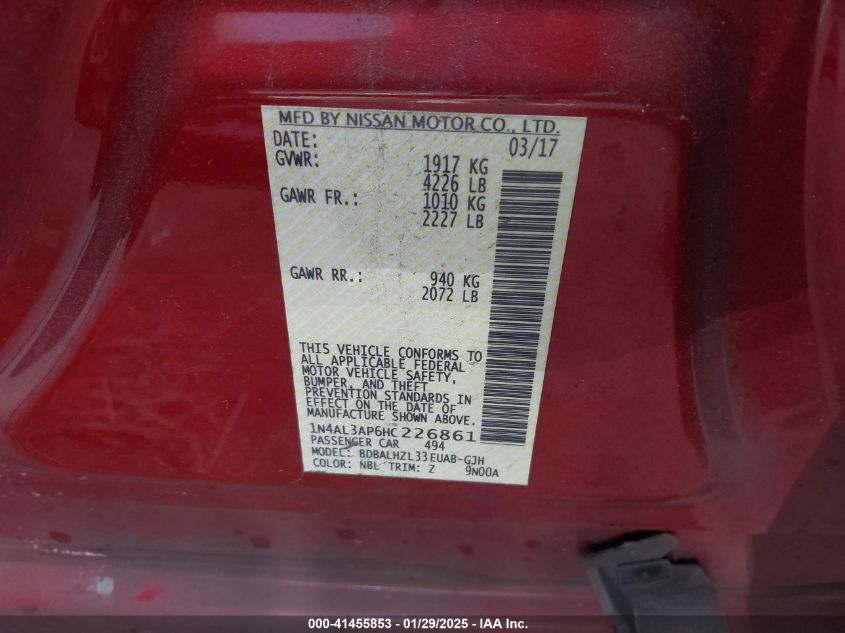 MFD BY NISSAN MOTOR CO., LTD.
DATE: 03/17
GVWR: 1917 KG
4226 LB
GAWR FR.: 1010 KG
2227 LB
GAWR RR.: 940 KG
2072 LB
THIS VEHICLE CONFORMS TO
ALL APPLICABLE FEDERAL
MOTOR VEHICLE SAFETY,
BUMPER, AND THEFT
PREVENTION STANDARDS IN
EFFECT ON THE DATE OF
MANUFACTURE SHOWN ABOVE.
1N4AL3AP6HC226861
PASSENGER CAR 494
MODEL: BDBALHZL33EUAB-GJH
COLOR: NBL TRIM: Z 9N00A
000-41455853 - 01/29/2025 - IAA Inc.